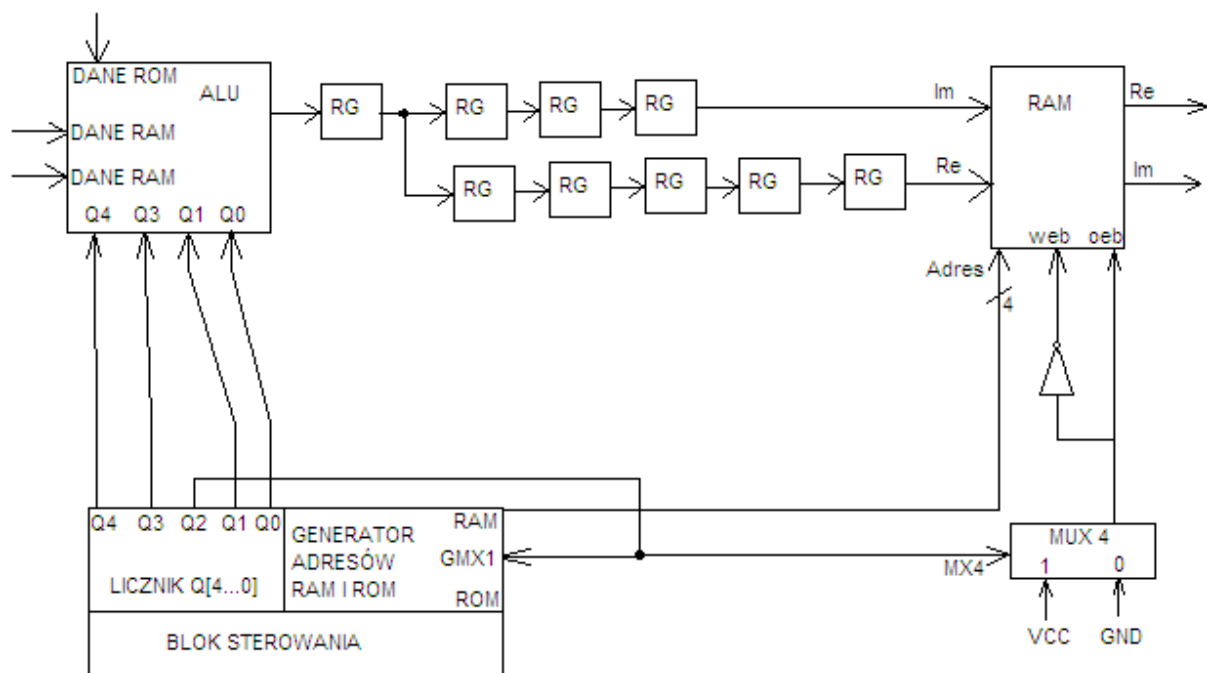 DANE ROM
ALU
DANE RAM
DANE RAM
Q4 Q3 Q1 Q0
RG
RG
RG
RG
Im
RG
RG
RG
RG
RG
Re
RAM
Re
Im
web oeb
Adres
4
Q4 Q3 Q2 Q1 Q0
LICZNIK Q[4...0]
GENERATOR
ADRESÓW
RAM I ROM
RAM
GMX1
ROM
BLOK STEROWANIA
MX4
MUX 4
1 0
VCC GND